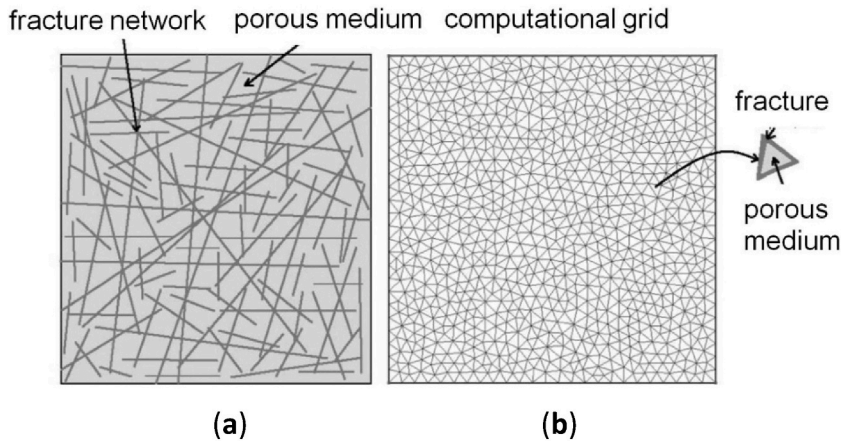 fracture network porous medium computational grid
fracture
porous
medium
(a) (b)